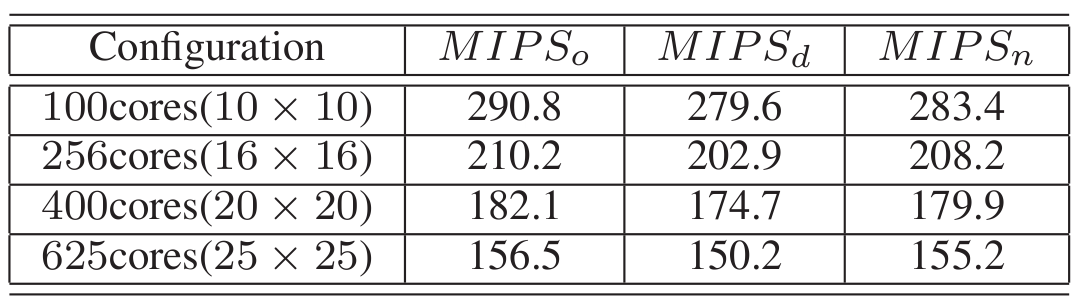 Configuration MIPSₒ MIPS_d MIPSₙ
100cores(10 × 10) 290.8 279.6 283.4
256cores(16 × 16) 210.2 202.9 208.2
400cores(20 × 20) 182.1 174.7 179.9
625cores(25 × 25) 156.5 150.2 155.2